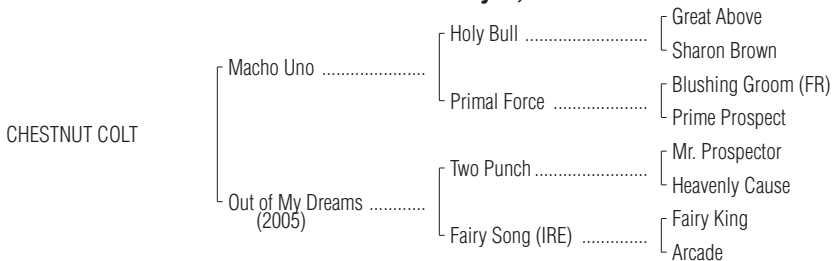 Great Above
Holy Bull ..........................
Sharon Brown
Macho Uno ......................
Blushing Groom (FR)
Primal Force ....................
Prime Prospect
CHESTNUT COLT
Mr. Prospector
Two Punch ........................
Heavenly Cause
Out of My Dreams ............
(2005)
Fairy King
Fairy Song (IRE) ..............
Arcade